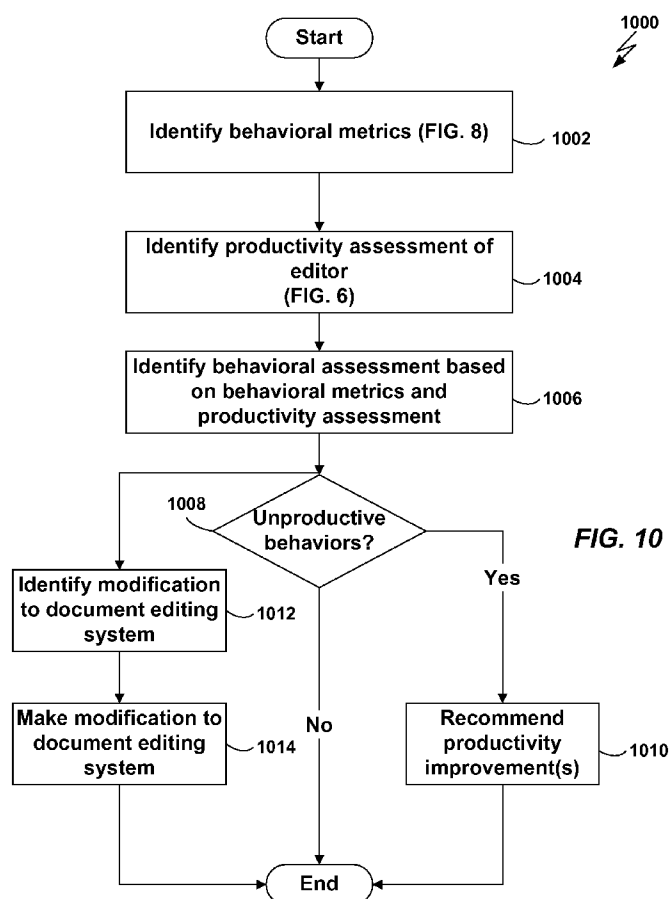 1000
Start
Identify behavioral metrics (FIG. 8)
1002
Identify productivity assessment of
editor
(FIG. 6)
1004
Identify behavioral assessment based
on behavioral metrics and
productivity assessment
1006
1008
Unproductive
behaviors?
FIG. 10
Yes
Identify modification
to document editing
system
1012
No
Make modification to
document editing
system
1014
Recommend
productivity
improvement(s)
1010
End